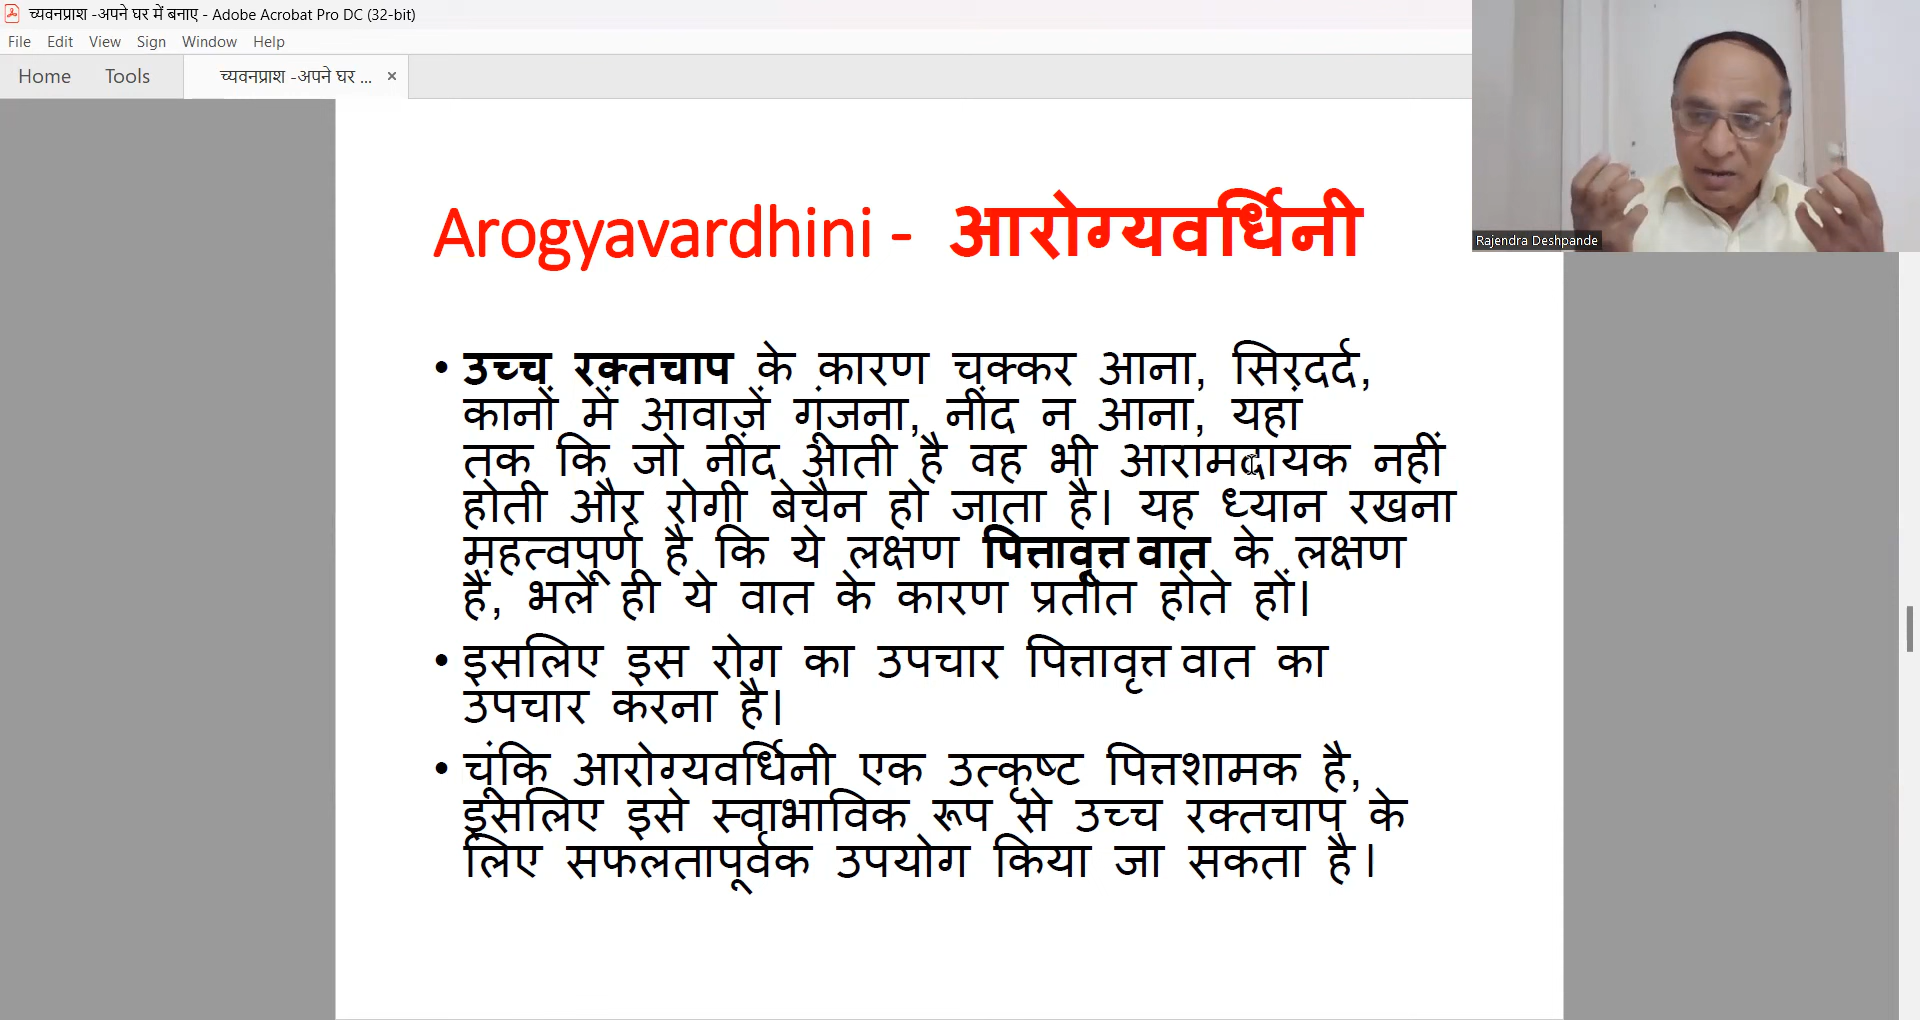 च्यवनप्राश -अपने घर में बनाए - Adobe Acrobat Pro DC (32-bit)
File Edit View Sign Window Help
Home Tools च्यवनप्राश -अपने घर ... ×
Rajendra Deshpande
Arogyavardhini - आरोग्यवर्धिनी
• उच्च रक्तचाप के कारण चक्कर आना, सिरदर्द,
कानों में आवाज़ें गूंजना, नींद न आना, यहां
तक कि जो नींद आती है वह भी आरामदायक नहीं
होती और रोगी बेचैन हो जाता है। यह ध्यान रखना
महत्वपूर्ण है कि ये लक्षण पित्तावृत्त वात के लक्षण
हैं, भले ही ये वात के कारण प्रतीत होते हों।
• इसलिए इस रोग का उपचार पित्तावृत्त वात का
उपचार करना है।
• चूंकि आरोग्यवर्धिनी एक उत्कृष्ट पित्तशामक है,
इसलिए इसे स्वाभाविक रूप से उच्च रक्तचाप के
लिए सफलतापूर्वक उपयोग किया जा सकता है।